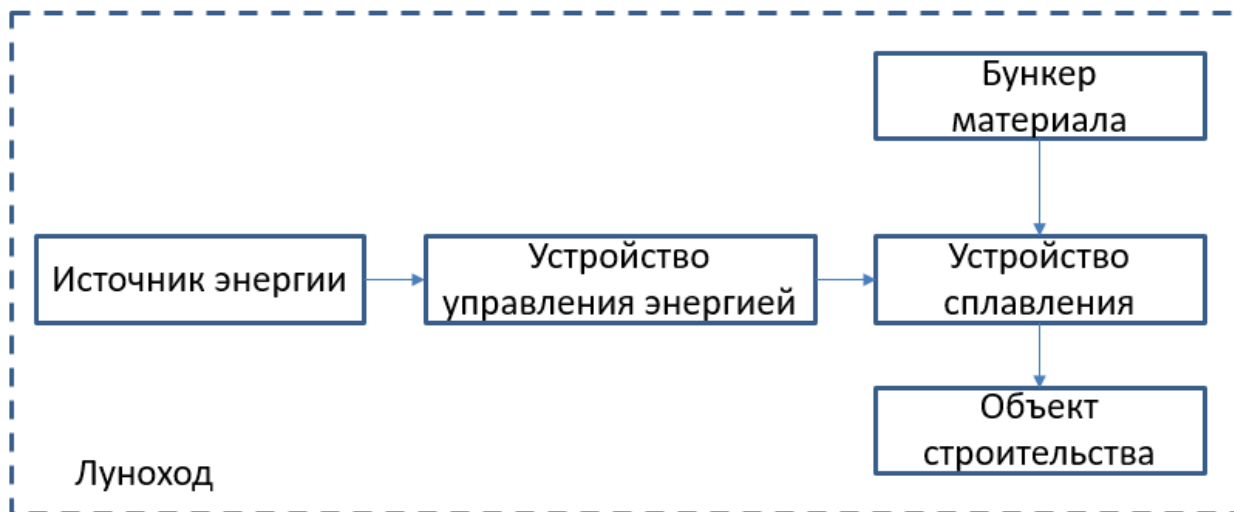 Бункер
материала
Источник энергии
Устройство
управления энергией
Устройство
сплавления
Объект
строительства
Луноход